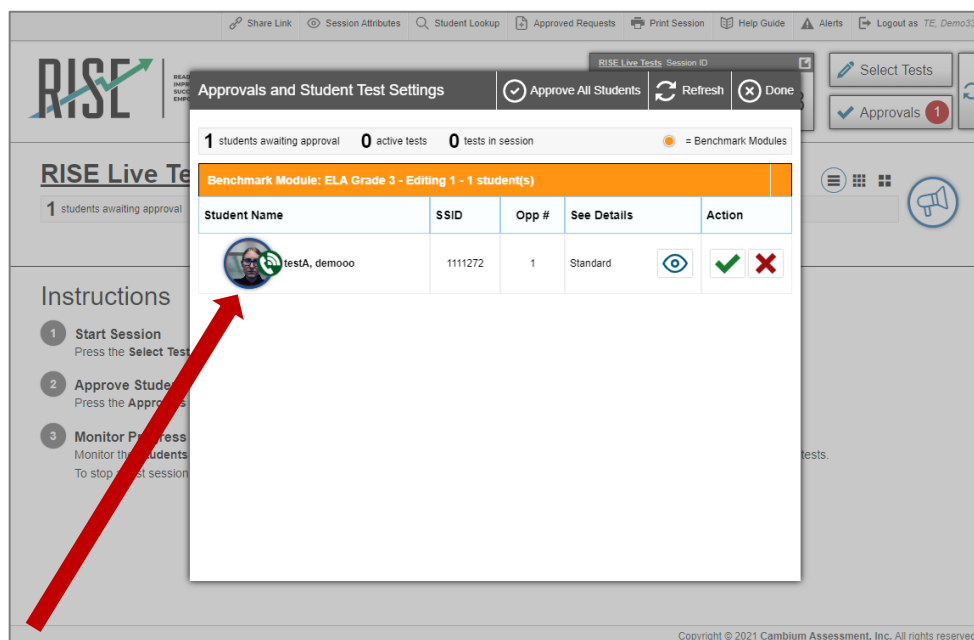 Share Link Session Attributes Student Lookup Approved Requests Print Session Help Guide Alerts Logout as TE, Demo33
RISE
RISE Live Tests Session ID
Select Tests
Approvals 1
Approvals and Student Test Settings Approve All Students Refresh Done
1 students awaiting approval 0 active tests 0 tests in session = Benchmark Modules
RISE Live Te
1 students awaiting approval
Benchmark Module: ELA Grade 3 - Editing 1 - 1 student(s)
Student Name SSID Opp # See Details Action
testA, demooo 1111272 1 Standard
Instructions
1 Start Session
Press the Select Test
2 Approve Stude
Press the Appro
3 Monitor Progress
Monitor the Students tests.
To stop a test session
Copyright © 2021 Cambium Assessment, Inc. All rights reserved